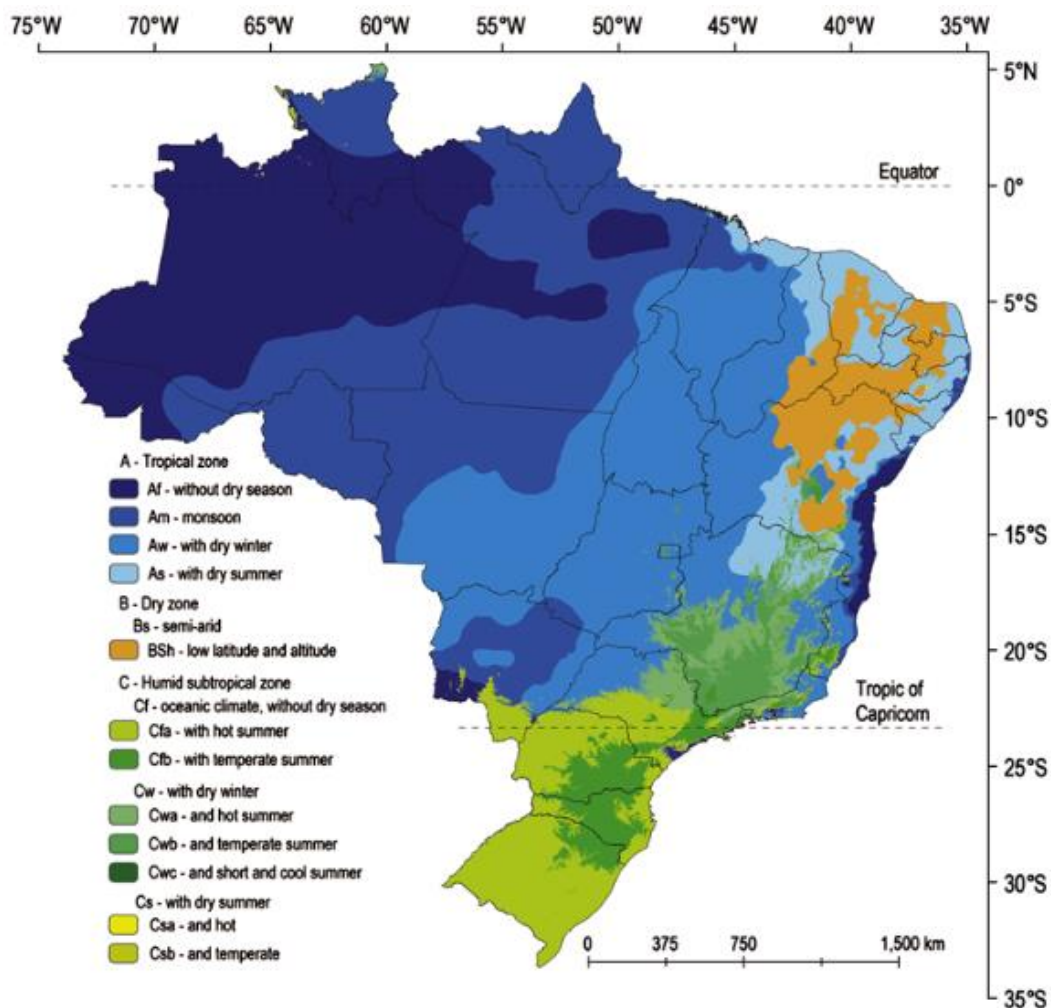 75°W 70°W 65°W 60°W 55°W 50°W 45°W 40°W 35°W
5°N
Equator
0°
5°S
10°S
A - Tropical zone
Af - without dry season
Am - monsoon
Aw - with dry winter
As - with dry summer
B - Dry zone
Bs - semi-arid
BSh - low latitude and altitude
C - Humid subtropical zone
Cf - oceanic climate, without dry season
Cfa - with hot summer
Cfb - with temperate summer
Cw - with dry winter
Cwa - and hot summer
Cwb - and temperate summer
Cwc - and short and cool summer
Cs - with dry summer
Csa - and hot
Csb - and temperate
15°S
20°S
Tropic of
Capricorn
25°S
30°S
0 375 750 1,500 km
35°S